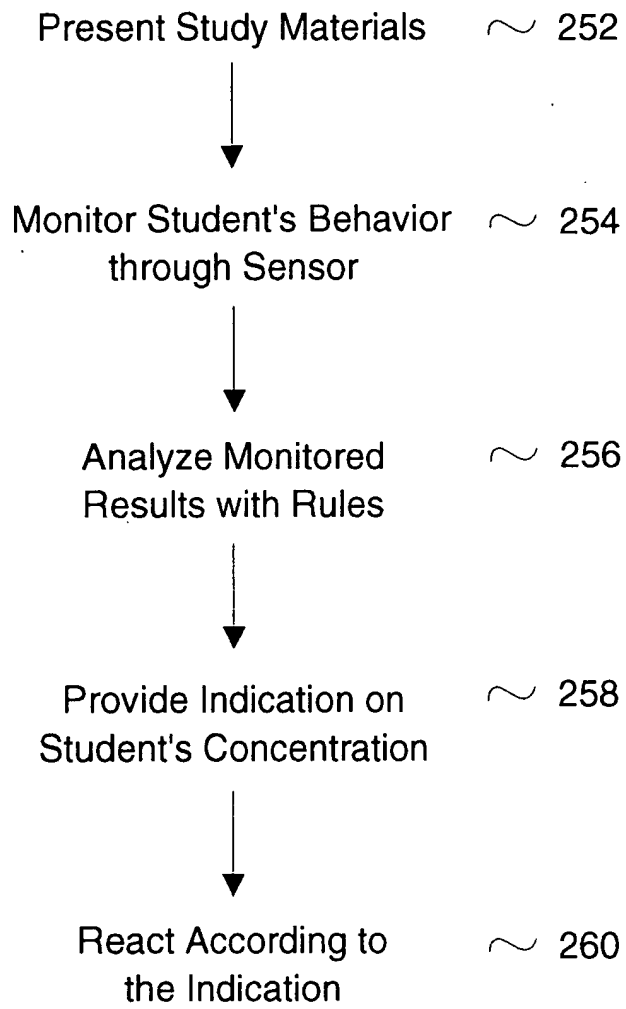 Present Study Materials 252
Monitor Student's Behavior 254
through Sensor
Analyze Monitored 256
Results with Rules
Provide Indication on 258
Student's Concentration
React According to 260
the Indication